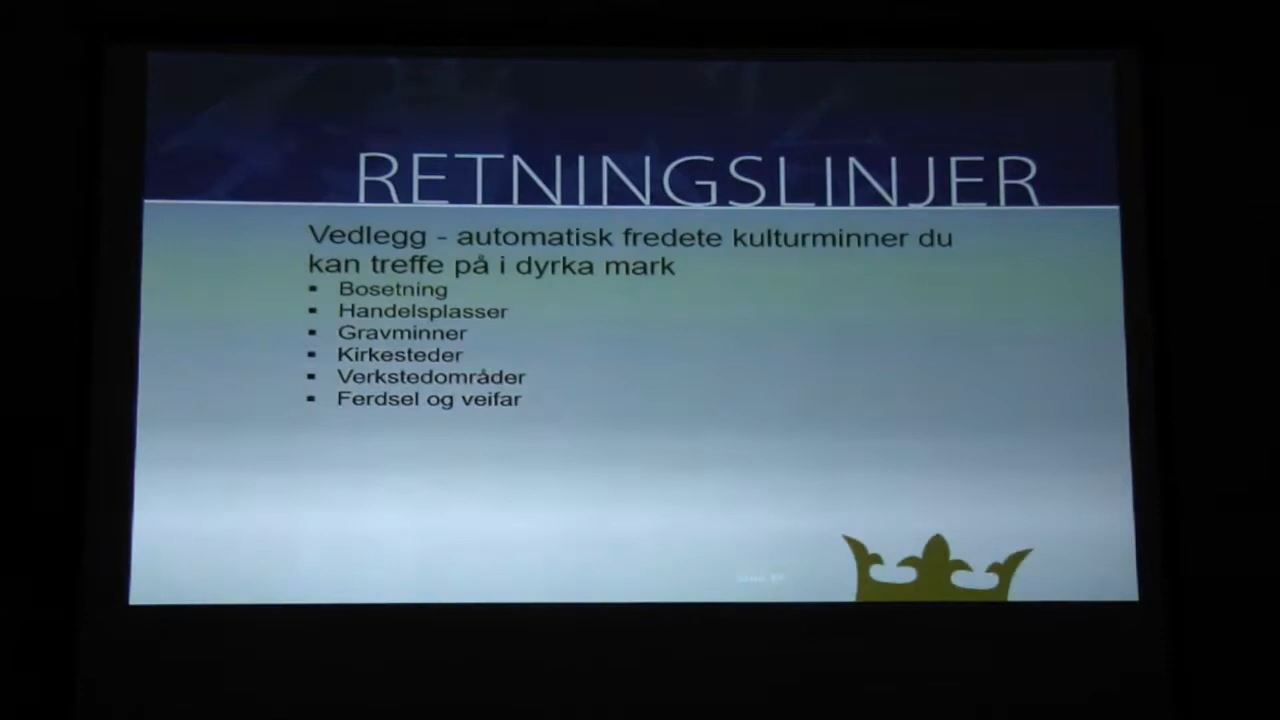 RETNINGSLINJER
Vedlegg - automatisk fredete kulturminner du
kan treffe på i dyrka mark
▪ Bosetning
▪ Handelsplasser
▪ Gravminner
▪ Kirkesteder
▪ Verkstedområder
▪ Ferdsel og veifar